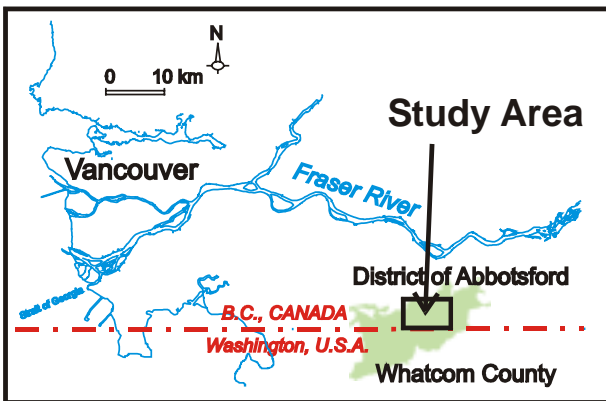 N
0 10 km
Study Area
Vancouver
Fraser River
District of Abbotsford
Strait of Georgia
B.C., CANADA
Washington, U.S.A.
Whatcom County